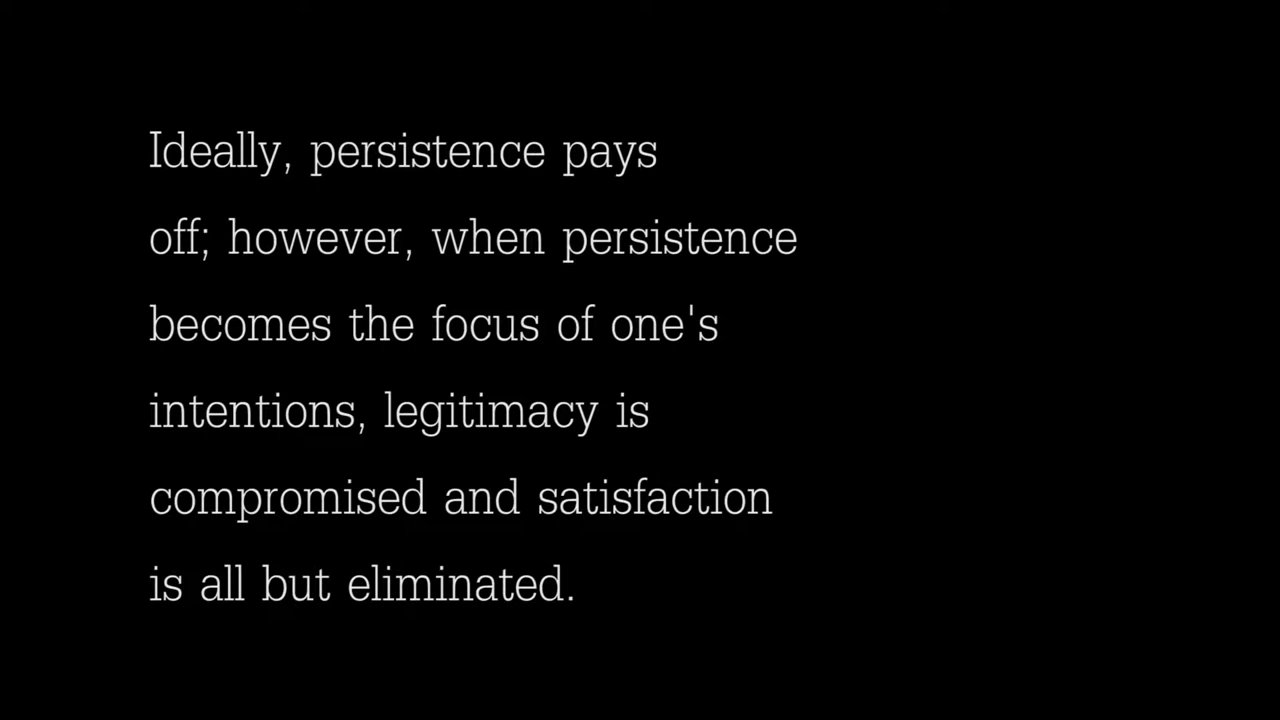 Ideally, persistence pays
off; however, when persistence
becomes the focus of one's
intentions, legitimacy is
compromised and satisfaction
is all but eliminated.